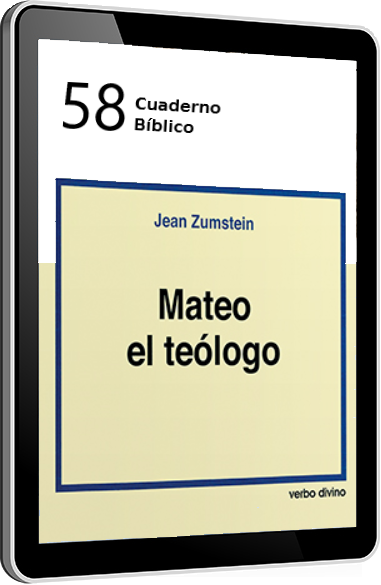 58 Cuaderno
Bíblico
Jean Zumstein
Mateo
el teólogo
verbo divino